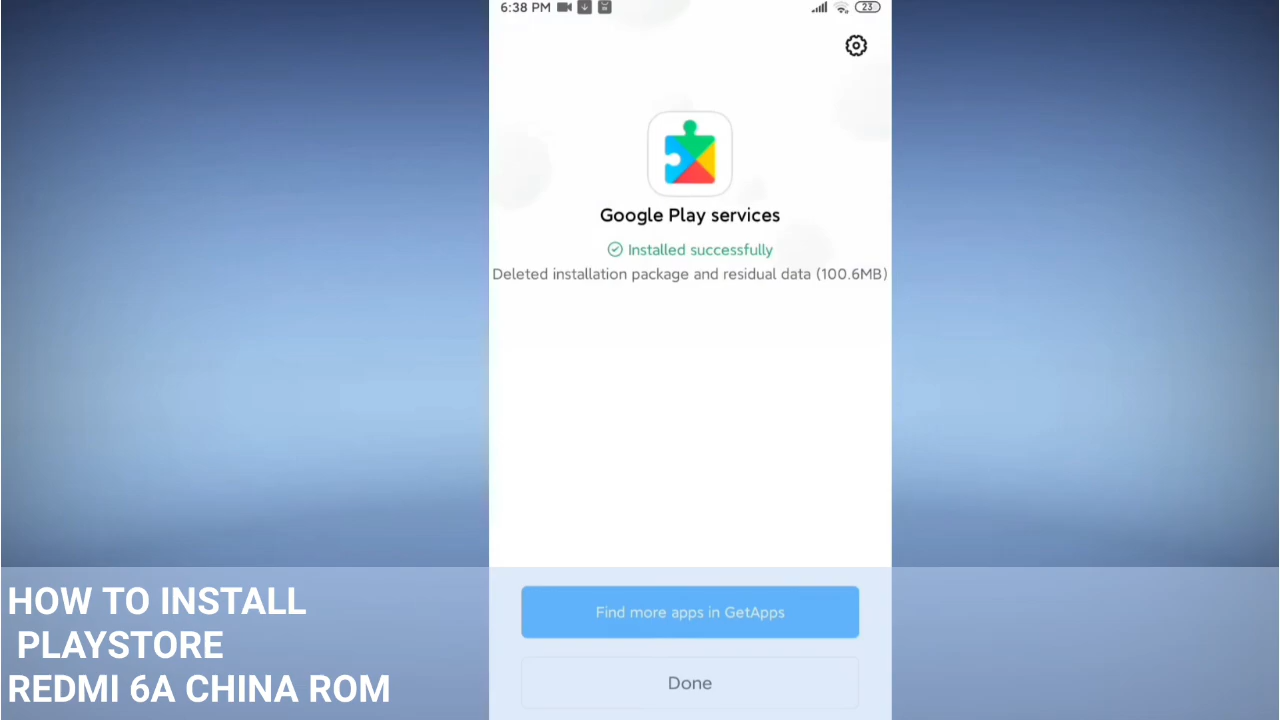 6:38 PM
23
Google Play services
Installed successfully
Deleted installation package and residual data (100.6MB)
Find more apps in GetApps
Done
HOW TO INSTALL
PLAYSTORE
REDMI 6A CHINA ROM